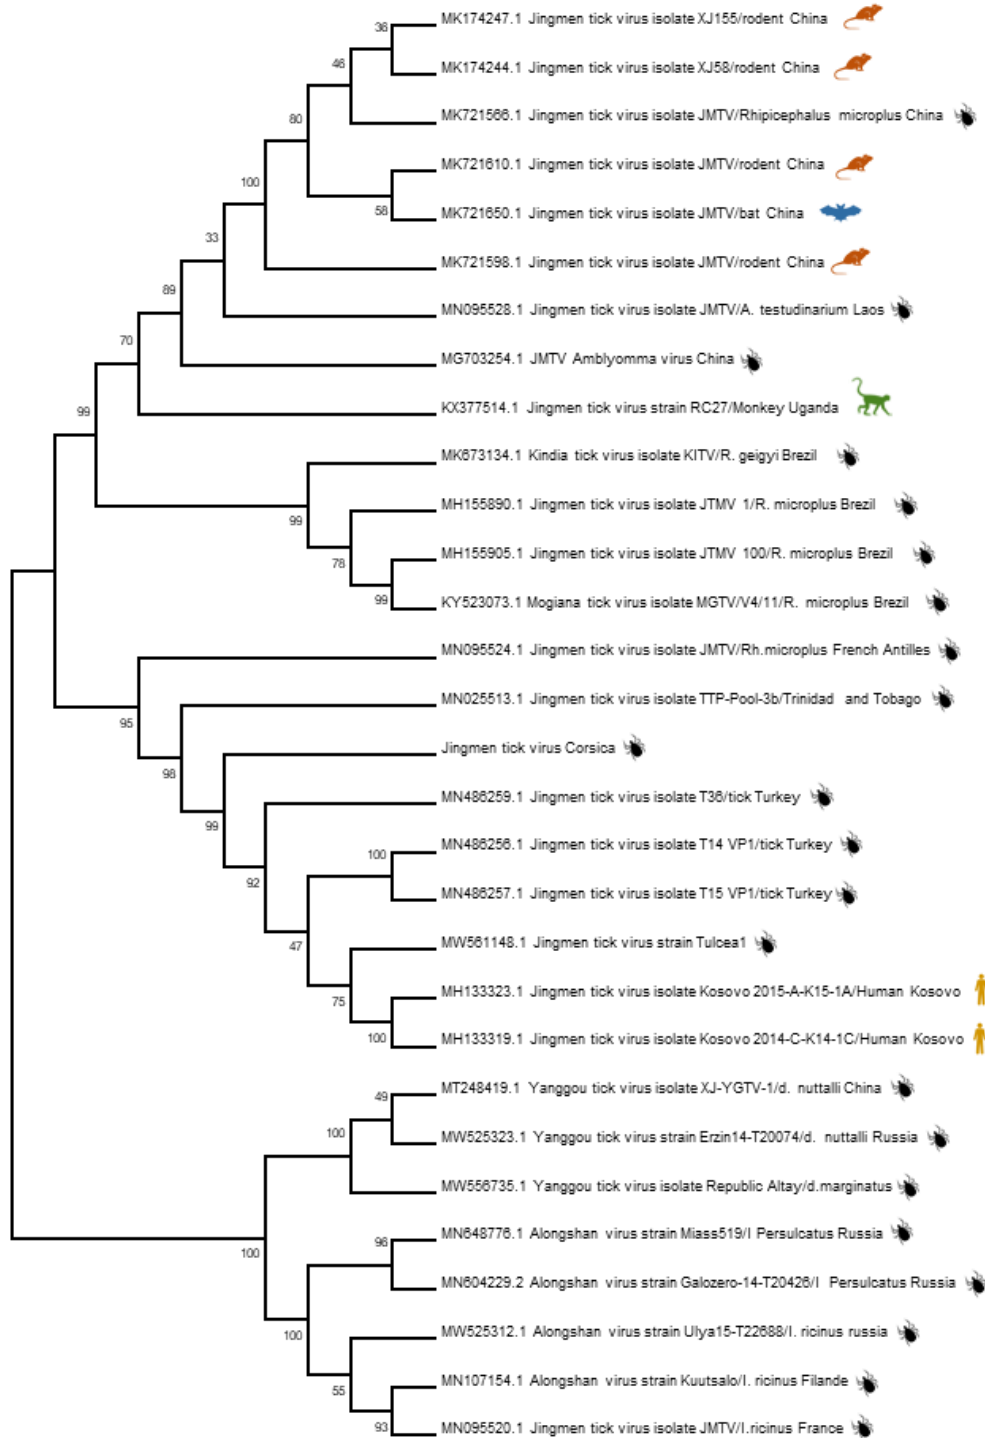 36
MK174247.1 Jingmen tick virus isolate XJ155/rodent China
46
MK174244.1 Jingmen tick virus isolate XJ58/rodent China
80
MK721566.1 Jingmen tick virus isolate JMTV/Rhipicephalus microplus China
100
MK721610.1 Jingmen tick virus isolate JMTV/rodent China
58
MK721650.1 Jingmen tick virus isolate JMTV/bat China
33
MK721598.1 Jingmen tick virus isolate JMTV/rodent China
89
MN095528.1 Jingmen tick virus isolate JMTV/A. testudinarium Laos
70
MG703254.1 JMTV Amblyomma virus China
99
KX377514.1 Jingmen tick virus strain RC27/Monkey Uganda
MK673134.1 Kindia tick virus isolate KITV/R. geigyi Brezil
99
MH155890.1 Jingmen tick virus isolate JTMV 1/R. microplus Brezil
78
MH155905.1 Jingmen tick virus isolate JTMV 100/R. microplus Brezil
99
KY523073.1 Mogiana tick virus isolate MGTV/V4/11/R. microplus Brezil
MN095524.1 Jingmen tick virus isolate JMTV/Rh.microplus French Antilles
95
MN025513.1 Jingmen tick virus isolate TTP-Pool-3b/Trinidad and Tobago
98
Jingmen tick virus Corsica
99
MN486259.1 Jingmen tick virus isolate T36/tick Turkey
92
100
MN486256.1 Jingmen tick virus isolate T14 VP1/tick Turkey
MN486257.1 Jingmen tick virus isolate T15 VP1/tick Turkey
47
MW561148.1 Jingmen tick virus strain Tulcea1
75
MH133323.1 Jingmen tick virus isolate Kosovo 2015-A-K15-1A/Human Kosovo
100
MH133319.1 Jingmen tick virus isolate Kosovo 2014-C-K14-1C/Human Kosovo
49
MT248419.1 Yanggou tick virus isolate XJ-YGTV-1/d. nuttalli China
100
MW525323.1 Yanggou tick virus strain Erzin14-T20074/d. nuttalli Russia
MW556735.1 Yanggou tick virus isolate Republic Altay/d.marginatus
100
96
MN648776.1 Alongshan virus strain Miass519/I Persulcatus Russia
MN604229.2 Alongshan virus strain Galozero-14-T20426/I Persulcatus Russia
100
MW525312.1 Alongshan virus strain Ulya15-T22688/I. ricinus russia
55
MN107154.1 Alongshan virus strain Kuutsalo/I. ricinus Filande
93
MN095520.1 Jingmen tick virus isolate JMTV/I.ricinus France